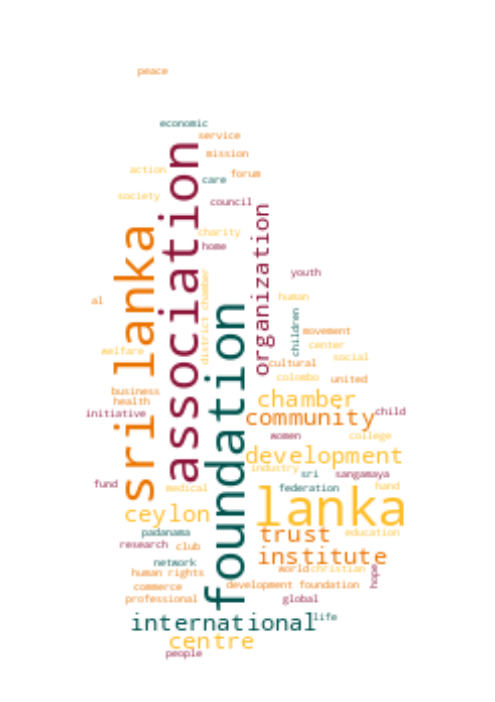 peace
economic
service
mission
action
care
forum
society
council
association
organization
charity
home
sri lanka
district chamber
youth
human
al
foundation
children
movement
center
welfare
social
cultural
colombo
united
business
chamber
health
initiative
community
child
women
college
development
industry
sri
sangamaya
fund
medical
federation
hand
lanka
ceylon
padanama
trust
education
research
club
institute
network
world
christian
human rights
hope
commerce
development foundation
professional
global
international
life
centre
people